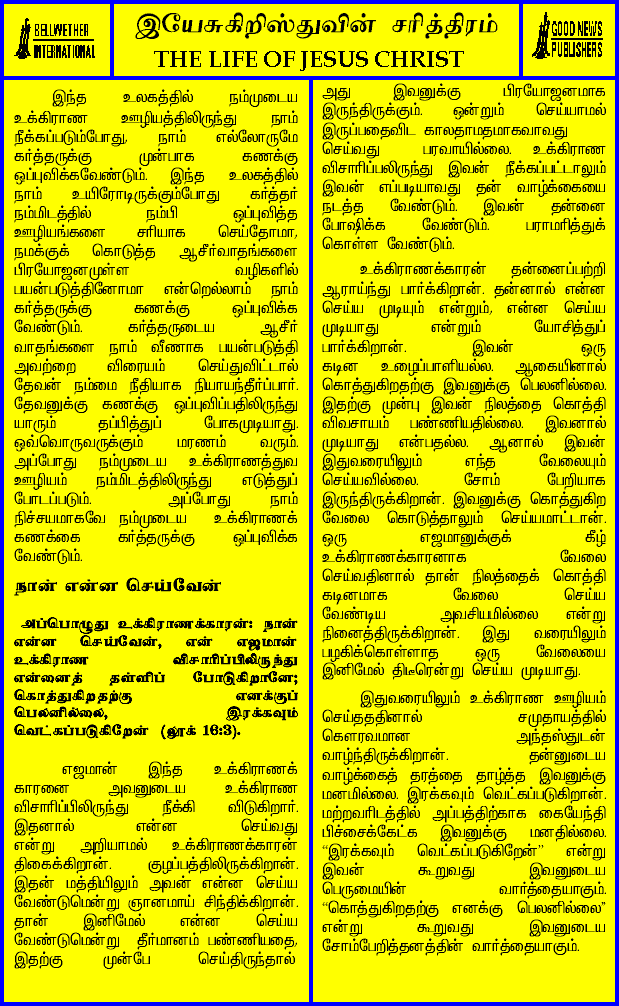 BELLWETHER
INTERNATIONAL
இயேசுகிறிஸ்துவின் சரித்திரம்
THE LIFE OF JESUS CHRIST
GOOD NEWS
PUBLISHERS
இந்த உலகத்தில் நம்முடைய
உக்கிராண ஊழியத்திலிருந்து நாம்
நீக்கப்படும்போது, நாம் எல்லோருமே
கர்த்தருக்கு முன்பாக கணக்கு
ஒப்புவிக்கவேண்டும். இந்த உலகத்தில்
நாம் உயிரோடிருக்கும்போது கர்த்தர்
நம்மிடத்தில் நம்பி ஒப்புவித்த
ஊழியங்களை சரியாக செய்தோமா,
நமக்குக் கொடுத்த ஆசீர்வாதங்களை
பிரயோஜனமுள்ள வழிகளில்
பயன்படுத்தினோமா என்றெல்லாம் நாம்
கர்த்தருக்கு கணக்கு ஒப்புவிக்க
வேண்டும். கர்த்தருடைய ஆசீர்
வாதங்களை நாம் வீணாக பயன்படுத்தி
அவற்றை விரையம் செய்துவிட்டால்
தேவன் நம்மை நீதியாக நியாயந்தீர்ப்பார்.
தேவனுக்கு கணக்கு ஒப்புவிப்பதிலிருந்து
யாரும் தப்பித்துப் போகமுடியாது.
ஒவ்வொருவருக்கும் மரணம் வரும்.
அப்போது நம்முடைய உக்கிராணத்துவ
ஊழியம் நம்மிடத்திலிருந்து எடுத்துப்
போடப்படும். அப்போது நாம்
நிச்சயமாகவே நம்முடைய உக்கிராணக்
கணக்கை கர்த்தருக்கு ஒப்புவிக்க
வேண்டும்.
நான் என்ன செய்வேன்
அப்பொழுது உக்கிராணக்காரன்: நான்
என்ன செய்வேன், என் எஜமான்
உக்கிராண விசாரிப்பிலிருந்து
என்னைத் தள்ளிப் போடுகிறானே;
கொத்துகிறதற்கு எனக்குப்
பெலனில்லை, இரக்கவும்
வெட்கப்படுகிறேன் (லூக் 16:3).
எஜமான் இந்த உக்கிராணக்
காரனை அவனுடைய உக்கிராண
விசாரிப்பிலிருந்து நீக்கி விடுகிறார்.
இதனால் என்ன செய்வது
என்று அறியாமல் உக்கிராணக்காரன்
திகைக்கிறான். குழப்பத்திலிருக்கிறான்.
இதன் மத்தியிலும் அவன் என்ன செய்ய
வேண்டுமென்று ஞானமாய் சிந்திக்கிறான்.
தான் இனிமேல் என்ன செய்ய
வேண்டுமென்று தீர்மானம் பண்ணியதை,
இதற்கு முன்பே செய்திருந்தால்
அது இவனுக்கு பிரயோஜனமாக
இருந்திருக்கும். ஒன்றும் செய்யாமல்
இருப்பதைவிட காலதாமதமாகவாவது
செய்வது பரவாயில்லை. உக்கிராண
விசாரிப்பலிருந்து இவன் நீக்கப்பட்டாலும்
இவன் எப்படியாவது தன் வாழ்க்கையை
நடத்த வேண்டும். இவன் தன்னை
போஷிக்க வேண்டும். பராமரித்துக்
கொள்ள வேண்டும்.
உக்கிராணக்காரன் தன்னைப்பற்றி
ஆராய்ந்து பார்க்கிறான். தன்னால் என்ன
செய்ய முடியும் என்றும், என்ன செய்ய
முடியாது என்றும் யோசித்துப்
பார்க்கிறான். இவன் ஒரு
கடின உழைப்பாளியல்ல. ஆகையினால்
கொத்துகிறதற்கு இவனுக்கு பெலனில்லை.
இதற்கு முன்பு இவன் நிலத்தை கொத்தி
விவசாயம் பண்ணியதில்லை. இவனால்
முடியாது என்பதல்ல. ஆனால் இவன்
இதுவரையிலும் எந்த வேலையும்
செய்யவில்லை. சோம் பேறியாக
இருந்திருக்கிறான். இவனுக்கு கொத்துகிற
வேலை கொடுத்தாலும் செய்யமாட்டான்.
ஒரு எஜமானுக்குக் கீழ்
உக்கிராணக்காரனாக வேலை
செய்வதினால் தான் நிலத்தைக் கொத்தி
கடினமாக வேலை செய்ய
வேண்டிய அவசியமில்லை என்று
நினைத்திருக்கிறான். இது வரையிலும்
பழகிக்கொள்ளாத ஒரு வேலையை
இனிமேல் திடீரென்று செய்ய முடியாது.
இதுவரையிலும் உக்கிராண ஊழியம்
செய்ததினால் சமுதாயத்தில்
கௌரவமான அந்தஸ்துடன்
வாழ்ந்திருக்கிறான். தன்னுடைய
வாழ்க்கைத் தரத்தை தாழ்த்த இவனுக்கு
மனமில்லை. இரக்கவும் வெட்கப்படுகிறான்.
மற்றவரிடத்தில் அப்பத்திற்காக கையேந்தி
பிச்சைக்கேட்க இவனுக்கு மனதில்லை.
“இரக்கவும் வெட்கப்படுகிறேன்” என்று
இவன் கூறுவது இவனுடைய
பெருமையின் வார்த்தையாகும்.
“கொத்துகிறதற்கு எனக்கு பெலனில்லை”
என்று கூறுவது இவனுடைய
சோம்பேறித்தனத்தின் வார்த்தையாகும்.